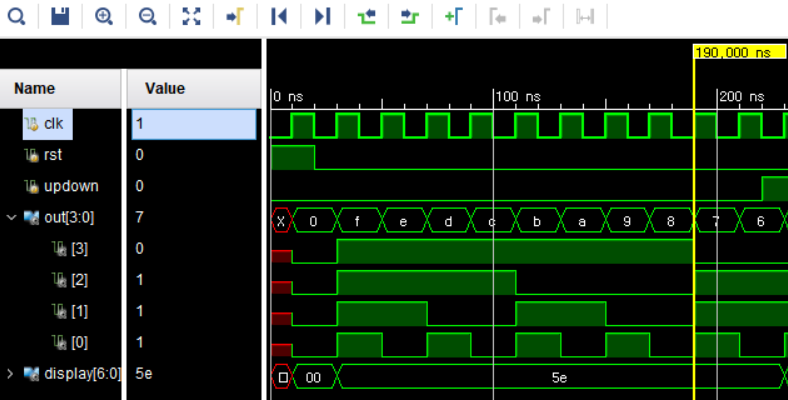 190.000 ns
Name Value
0 ns 100 ns 200 ns
clk 1
rst 0
updown 0
out[3:0] 7 X 0 f e d c b a 9 8 7 6
[3] 0
[2] 1
[1] 1
[0] 1
display[6:0] 5e 00 5e